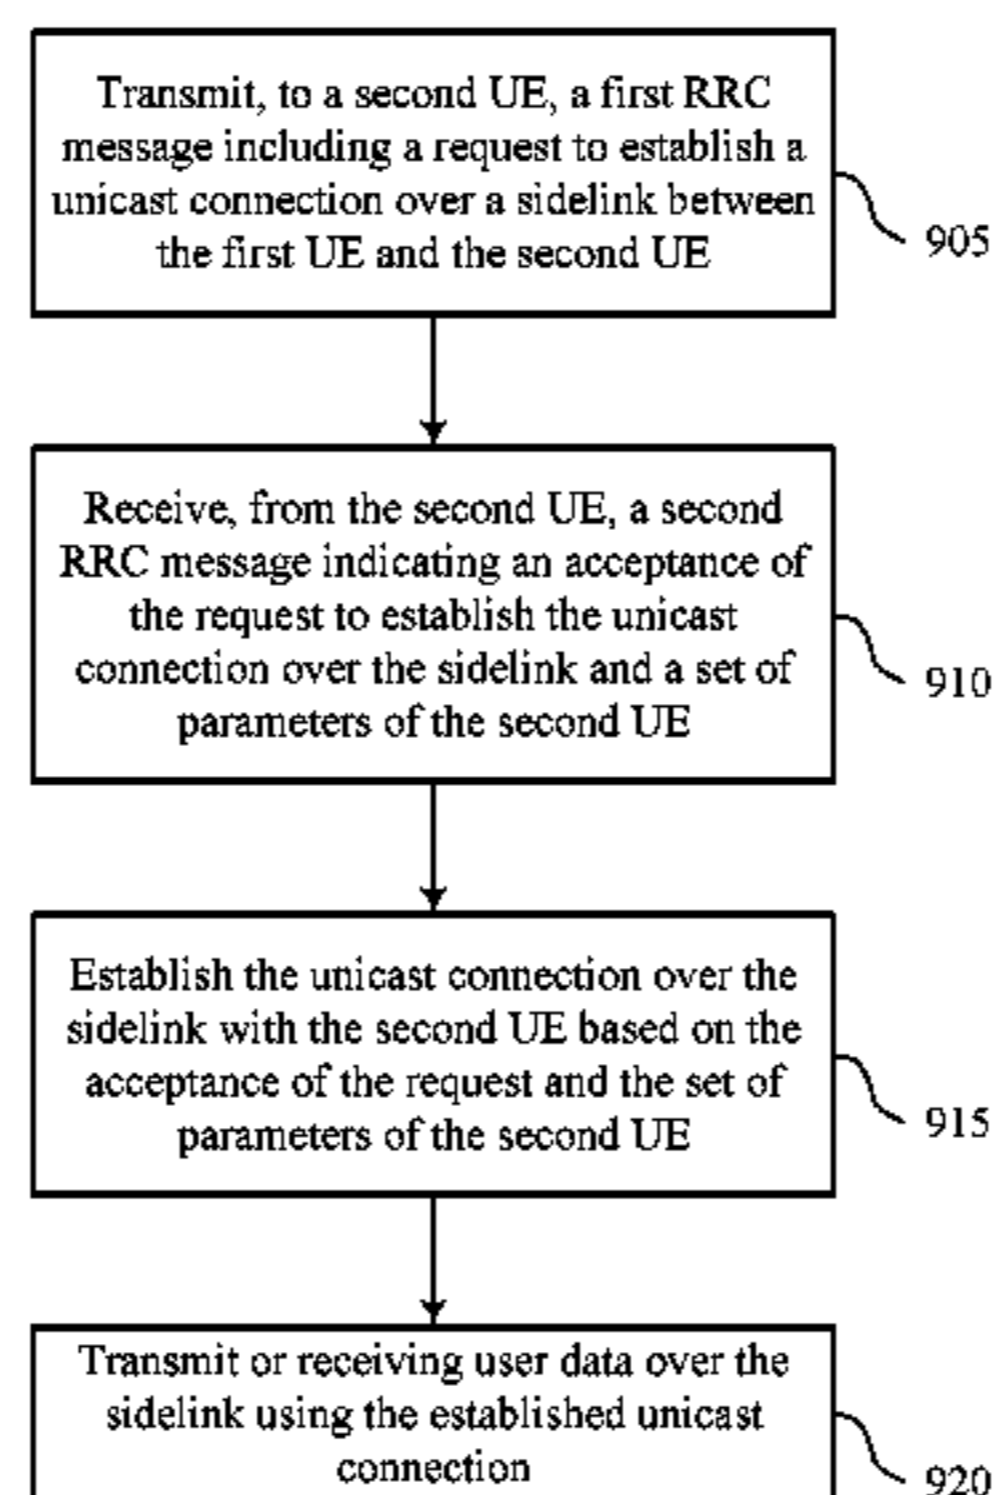 Transmit, to a second UE, a first RRC
message including a request to establish a
unicast connection over a sidelink between
the first UE and the second UE
905
Receive, from the second UE, a second
RRC message indicating an acceptance of
the request to establish the unicast
connection over the sidelink and a set of
parameters of the second UE
910
Establish the unicast connection over the
sidelink with the second UE based on the
acceptance of the request and the set of
parameters of the second UE
915
Transmit or receiving user data over the
sidelink using the established unicast
connection
920